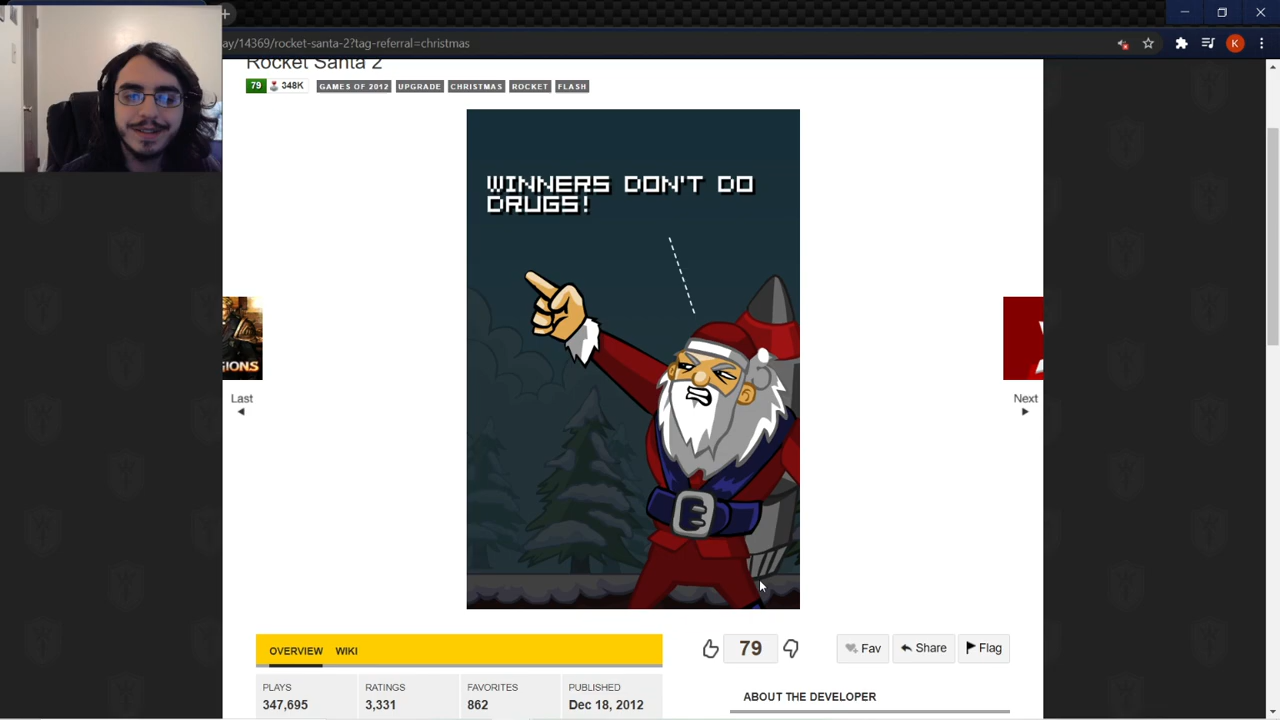 ay/14369/rocket-santa-2?tag-referral=christmas
K
Rocket Santa 2
79 348K GAMES OF 2012 UPGRADE CHRISTMAS ROCKET FLASH
WINNERS DON'T DO
DRUGS!
IONS
Last
Next
OVERVIEW WIKI
79
Fav
Share
Flag
PLAYS RATINGS FAVORITES PUBLISHED
347,695 3,331 862 Dec 18, 2012
ABOUT THE DEVELOPER